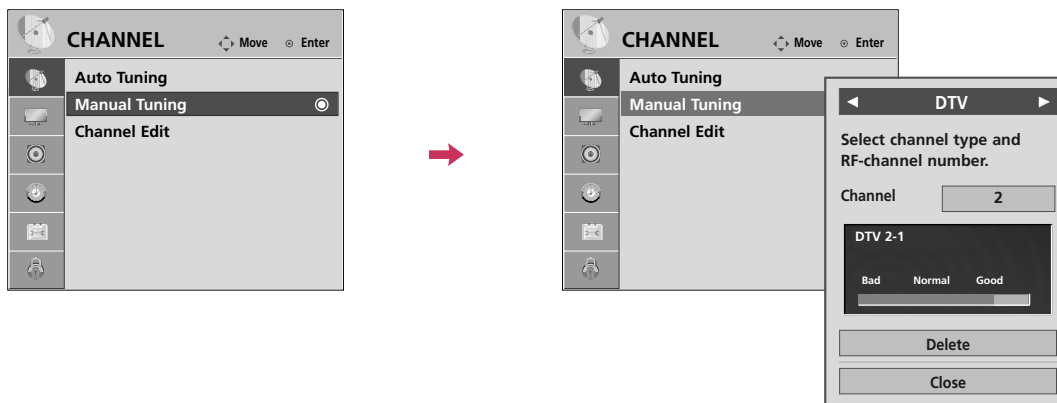 CHANNEL Move Enter
Auto Tuning
Manual Tuning
Channel Edit
CHANNEL Move Enter
Auto Tuning
Manual Tuning
Channel Edit
DTV
Select channel type and
RF-channel number.
Channel 2
DTV 2-1
Bad Normal Good
Delete
Close